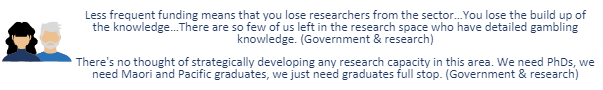 Less frequent funding means that you lose researchers from the sector...You lose the build up of
the knowledge...There are so few of us left in the research space who have detailed gambling
knowledge. (Government & research)
There's no thought of strategically developing any research capacity in this area. We need PhDs, we
need Maori and Pacific graduates, we just need graduates full stop. (Government & research)